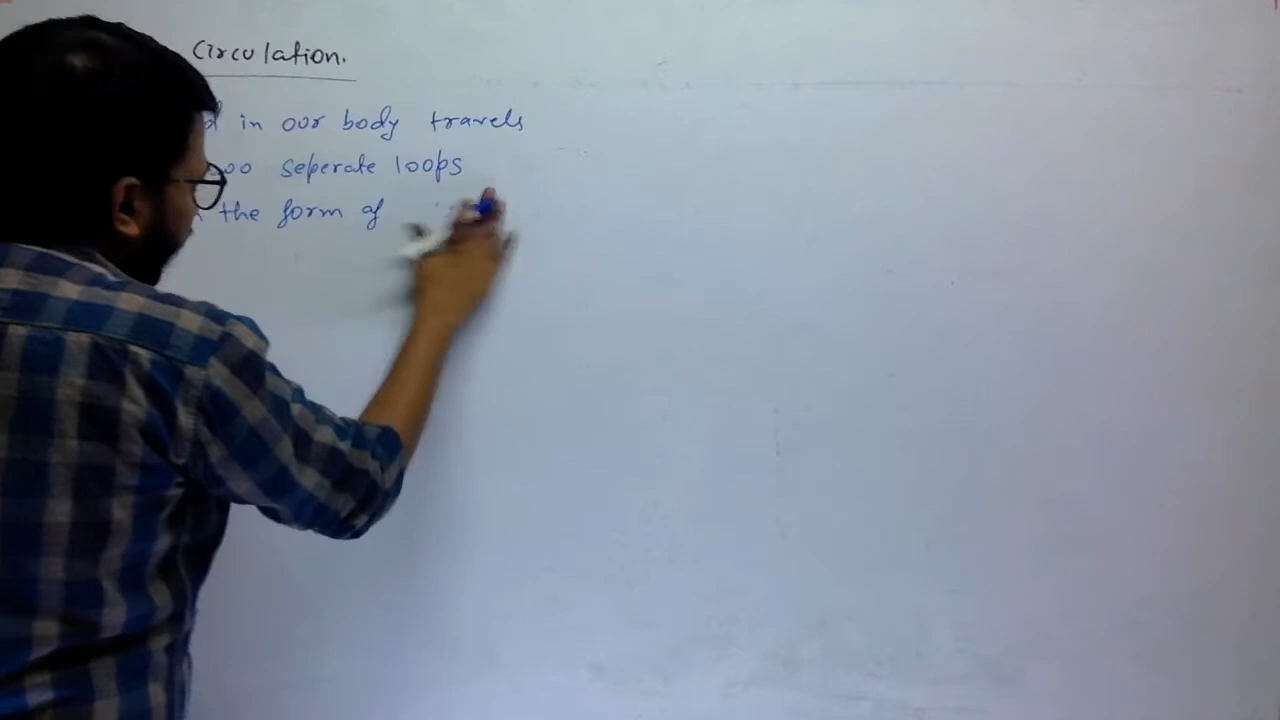 Circulation.
in our body travels
seperate loops
the form of